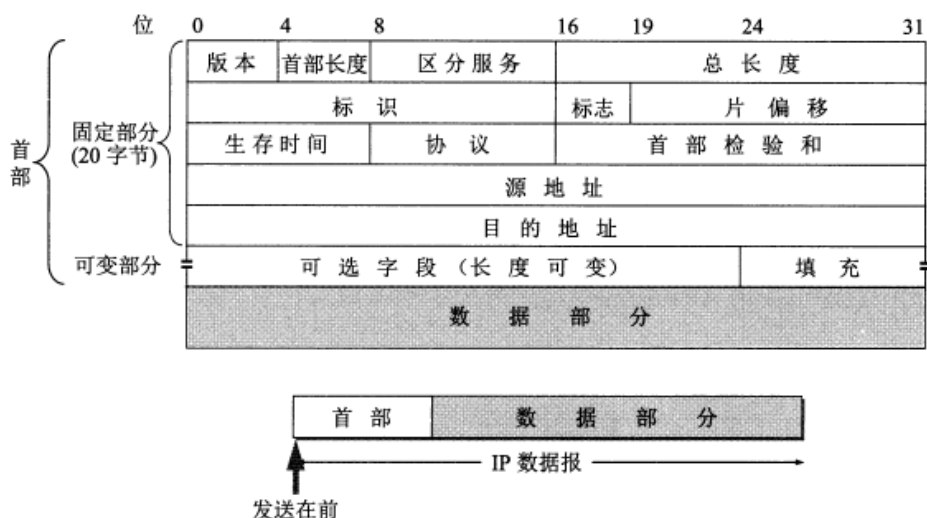 位 0 4 8 16 19 24 31
版本 首部长度 区分服务 总长度
标识 标志 片偏移
首部 固定部分 (20 字节) 生存时间 协议 首部检验和
源地址
目的地址
可变部分 可选字段（长度可变） 填充
数据部分
首部 数据部分
IP 数据报
发送在前